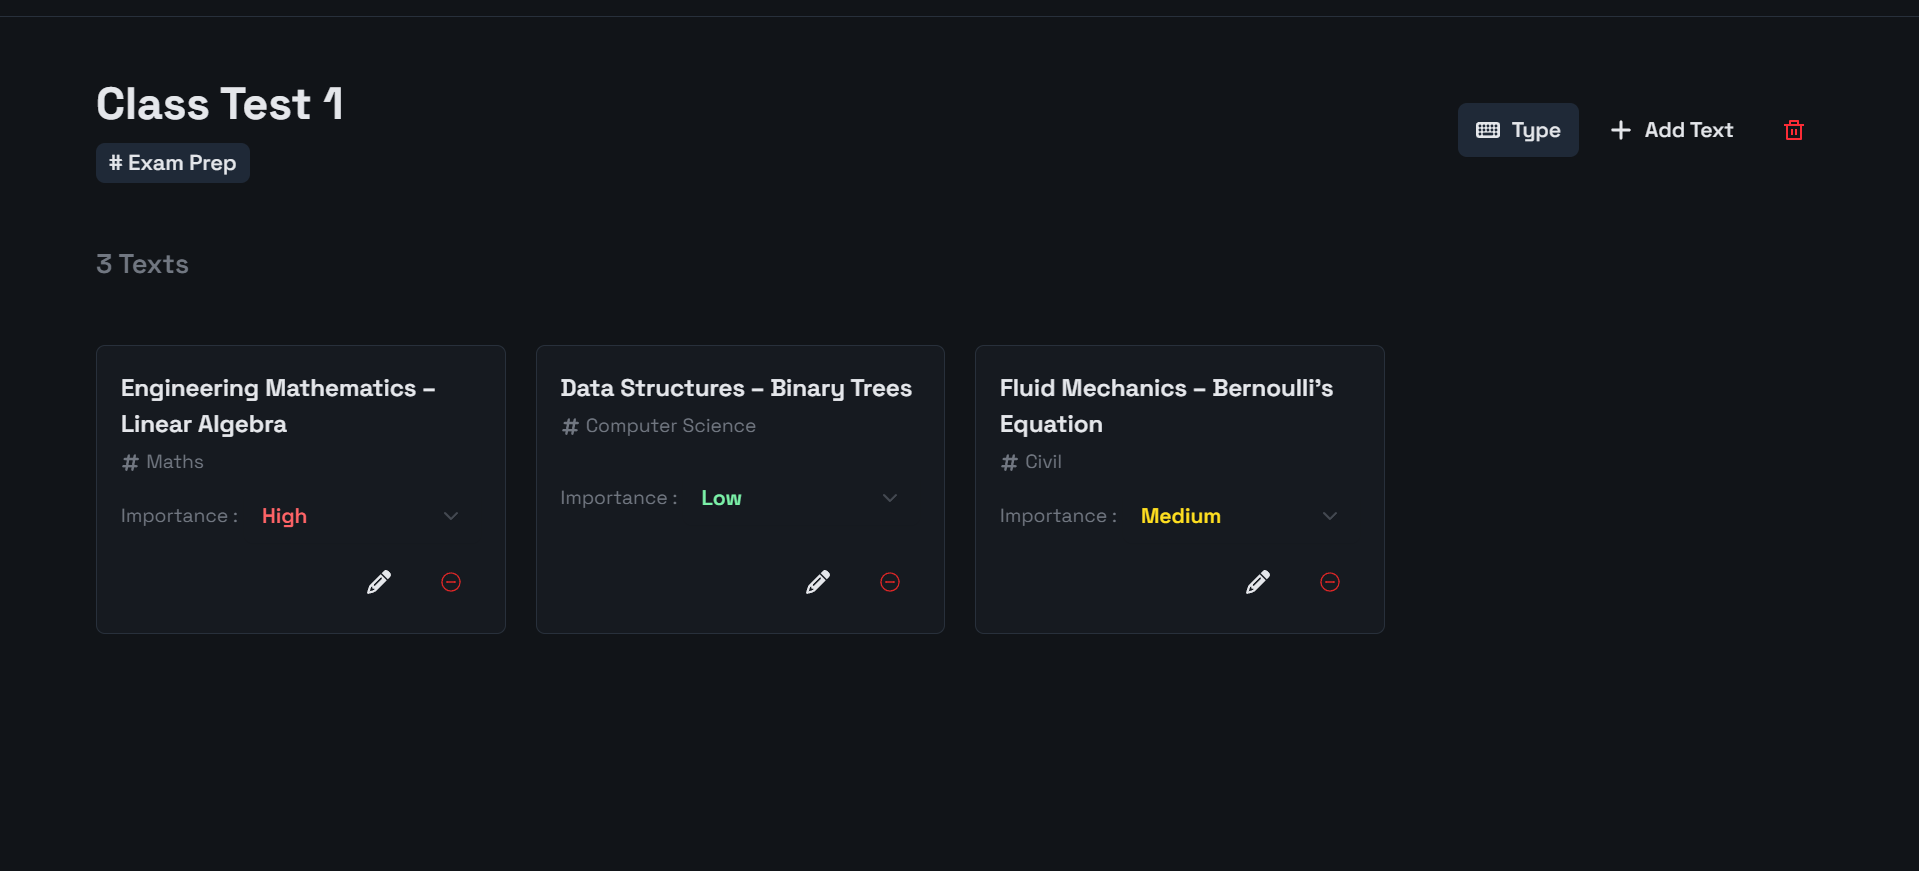 Class Test 1
# Exam Prep
Type
Add Text
3 Texts
Engineering Mathematics –
Linear Algebra
# Maths
Importance : High
Data Structures – Binary Trees
# Computer Science
Importance : Low
Fluid Mechanics – Bernoulli’s
Equation
# Civil
Importance : Medium